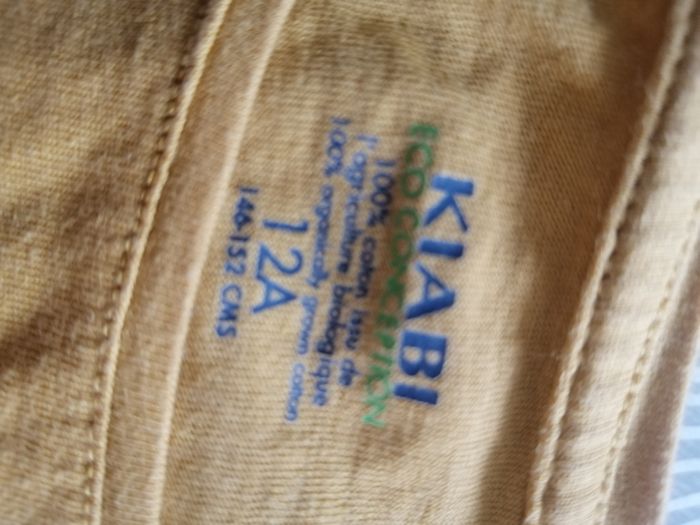 KIABI
ECO CONCEPTION
100% coton issu de
l'agriculture biologique
100% organically grown cotton
12A
146-152 CMS